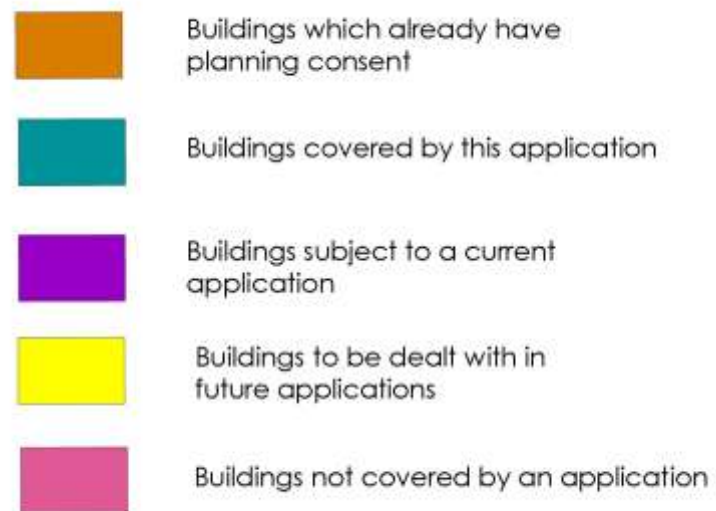 Buildings which already have
planning consent
Buildings covered by this application
Buildings subject to a current
application
Buildings to be dealt with in
future applications
Buildings not covered by an application